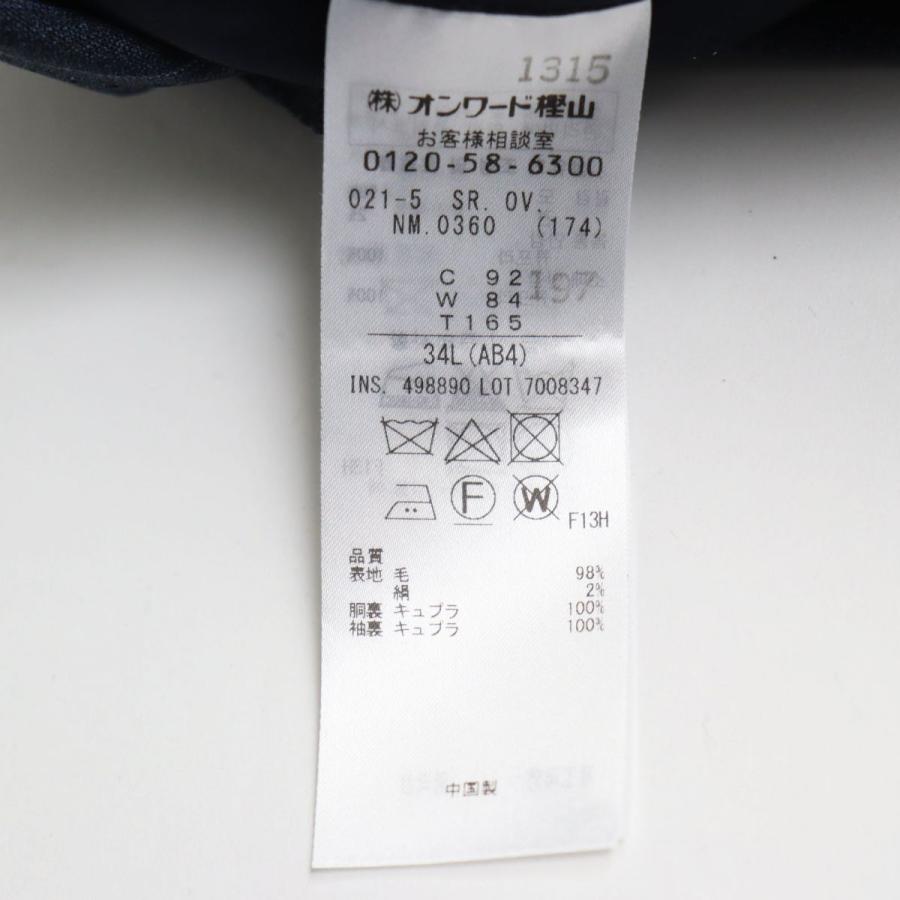 1315
㈱オンワード樫山
お客様相談室
0120-58-6300
021-5 SR. OV.
NM. 0360 (174)
197
C 92
W 84
T 165
34L (AB4)
INS. 498890 LOT 7008347
F
W
F13H
品質
表地 毛 98%
絹 2%
胴裏 キュプラ 100%
袖裏 キュプラ 100%
中国製